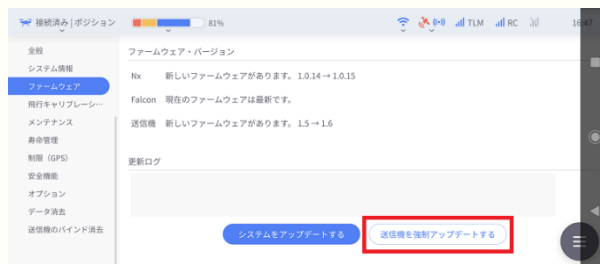 接続済み | ポジション 81% TLM RC 16:47
全般
システム情報
ファームウェア
飛行キャリブレーシ…
メンテナンス
寿命管理
制限（GPS）
安全機能
オプション
データ消去
送信機のバインド消去
ファームウェア・バージョン
Nx 新しいファームウェアがあります。 1.0.14 → 1.0.15
Falcon 現在のファームウェアは最新です。
送信機 新しいファームウェアがあります。 1.5 → 1.6
更新ログ
システムをアップデートする
送信機を強制アップデートする